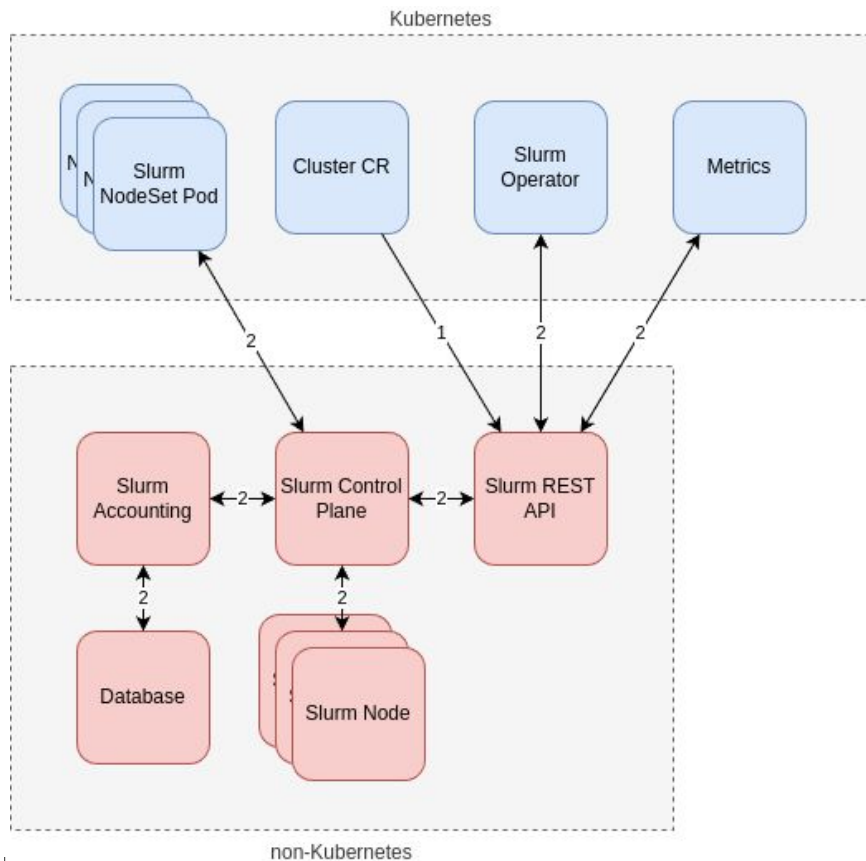 Kubernetes
N
N
Slurm
NodeSet Pod
Cluster CR
Slurm
Operator
Metrics
2
1
2
2
Slurm
Accounting
2
Slurm Control
Plane
2
Slurm REST
API
2
2
Database
S
S
Slurm Node
non-Kubernetes